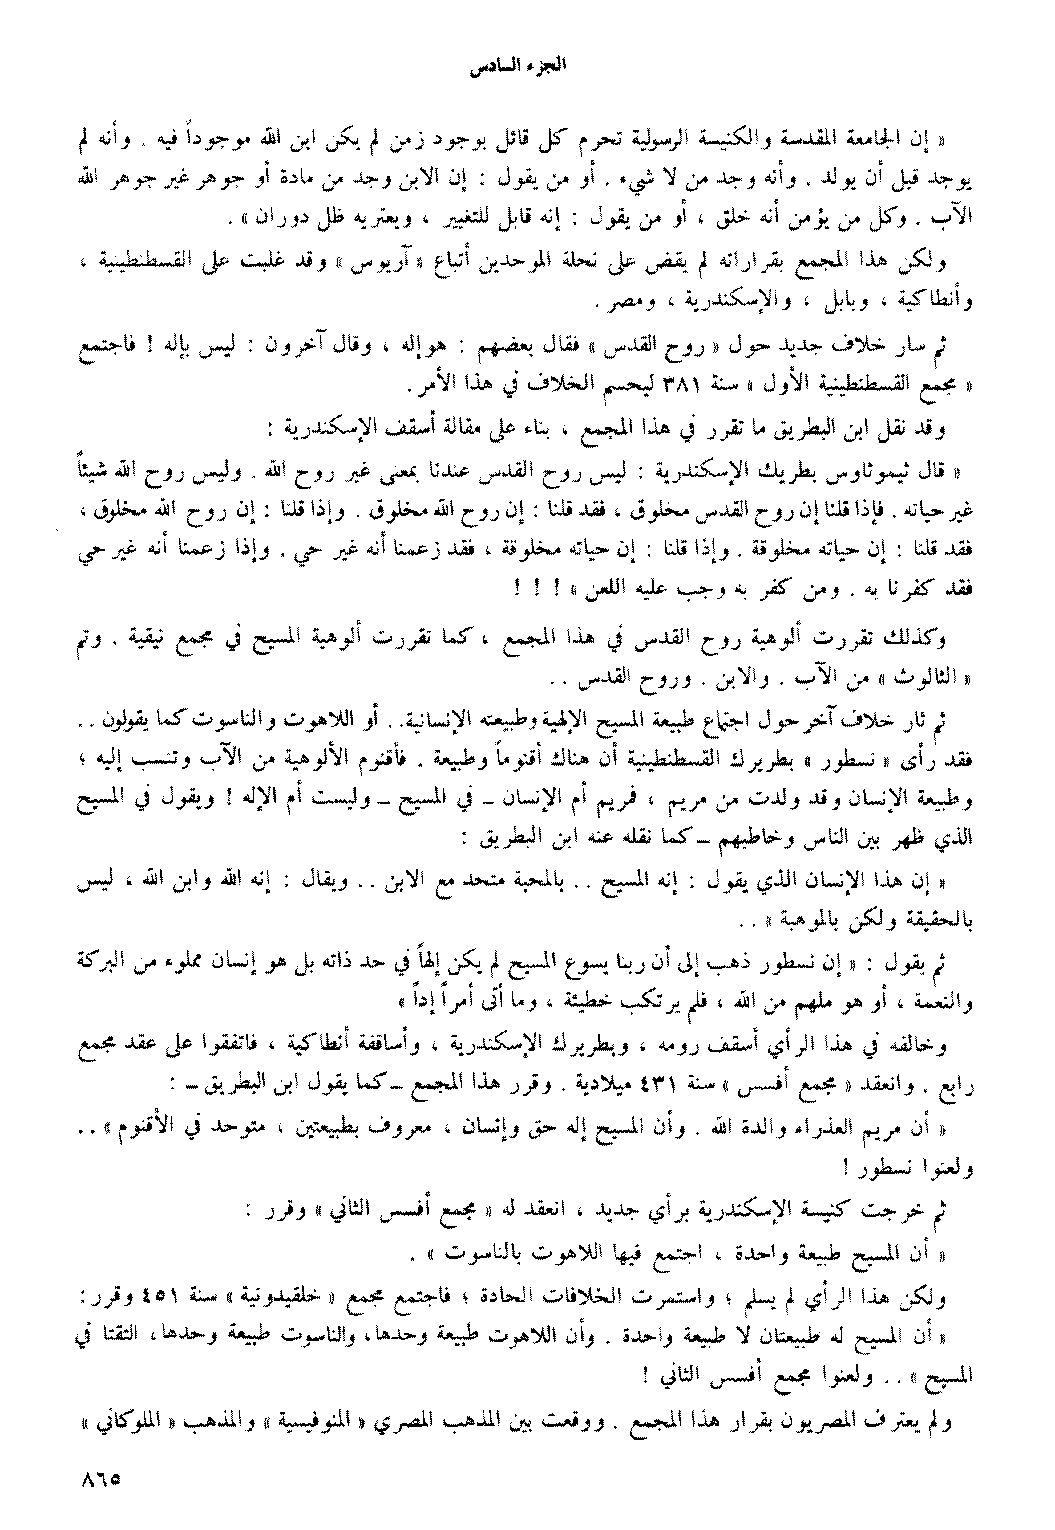 الجزء السادس
« إن الجامعة المقدسة والكنيسة الرسولية تحرم كل قائل بوجود زمن لم يكن ابن الله موجوداً فيه . وأنه لم
يوجد قبل أن يولد . وأنه وجد من لا شيء . أو من يقول : إن الابن وجد من مادة أو جوهر غير جوهر الله
الآب . وكل من يؤمن أنه خلق ، أو من يقول : إنه قابل للتغيير ، ويعتريه ظل دوران » .
ولكن هذا المجمع بقراراته لم يقض على نحلة الموحدين أتباع « آريوس » وقد غلبت على القسطنطينية ،
وأنطاكية ، وبابل ، والإسكندرية ، ومصر .
ثم سار خلاف جديد حول « روح القدس » فقال بعضهم : هو إله ، وقال آخرون : ليس بإله ! فاجتمع
« مجمع القسطنطينية الأول » سنة ٣٨١ ليحسم الخلاف في هذا الأمر .
وقد نقل ابن البطريق ما تقرر في هذا المجمع ، بناء على مقالة أسقف الإسكندرية :
« قال ثيموثاوس بطريك الإسكندرية : ليس روح القدس عندنا بمعنى غير روح الله . وليس روح الله شيئاً
غير حياته . فإذا قلنا إن روح القدس مخلوق ، فقد قلنا : إن روح الله مخلوق . وإذا قلنا : إن روح الله مخلوق ،
فقد قلنا : إن حياته مخلوقة . وإذا قلنا : إن حياته مخلوقة ، فقد زعمنا أنه غير حي . وإذا زعمنا أنه غير حي
فقد كفرنا به . ومن كفر به وجب عليه اللعن » ! ! !
وكذلك تقررت ألوهية روح القدس في هذا المجمع ، كما تقررت ألوهية المسيح في مجمع نيقية . وتم
« الثالوث » من الآب . والابن . وروح القدس . .
ثم ثار خلاف آخر حول اجتماع طبيعة المسيح الإلهية وطبيعته الإنسانية .. أو اللاهوت والناسوت كما يقولون . .
فقد رأى « نسطور » بطريرك القسطنطينية أن هناك أقنوماً وطبيعة . فأقنوم الألوهية من الآب وتنسب إليه ؛
وطبيعة الإنسان وقد ولدت من مريم ، فمريم أم الإنسان – في المسيح – وليست أم الإله ! ويقول في المسيح
الذي ظهر بين الناس وخاطبهم – كما نقله عنه ابن البطريق :
« إن هذا الإنسان الذي يقول : إنه المسيح . . بالمحبة متحد مع الابن . . ويقال : إنه الله وابن الله ، ليس
بالحقيقة ولكن بالموهبة » . .
ثم يقول : « إن نسطور ذهب إلى أن ربنا يسوع المسيح لم يكن إلهاً في حد ذاته بل هو إنسان مملوء من البركة
والنعمة ، أو هو ملهم من الله ، فلم يرتكب خطيئة ، وما أتى أمراً إداً »
وخالفه في هذا الرأي أسقف رومه ، وبطريرك الإسكندرية ، وأساقفة أنطاكية ، فاتفقوا على عقد مجمع
رابع . وانعقد « مجمع أفسس » سنة ٤٣١ ميلادية . وقرر هذا المجمع – كما يقول ابن البطريق – :
« أن مريم العذراء والدة الله . وأن المسيح إله حق وإنسان ، معروف بطبيعتين ، متوحد في الأقنوم » . .
ولعنوا نسطور !
ثم خرجت كنيسة الإسكندرية برأي جديد ، انعقد له « مجمع أفسس الثاني » وقرر :
« أن المسيح طبيعة واحدة ، اجتمع فيها اللاهوت بالناسوت » .
ولكن هذا الرأي لم يسلم ؛ واستمرت الخلافات الحادة ؛ فاجتمع مجمع « خلقيدونية » سنة ٤٥١ وقرر :
« أن المسيح له طبيعتان لا طبيعة واحدة . وأن اللاهوت طبيعة وحدها، والناسوت طبيعة وحدها، التقتا في
المسيح » . . ولعنوا مجمع أفسس الثاني !
ولم يعترف المصريون بقرار هذا المجمع . ووقعت بين المذهب المصري « المنوفيسية » والمذهب « الملوكاني »
٨٦٥